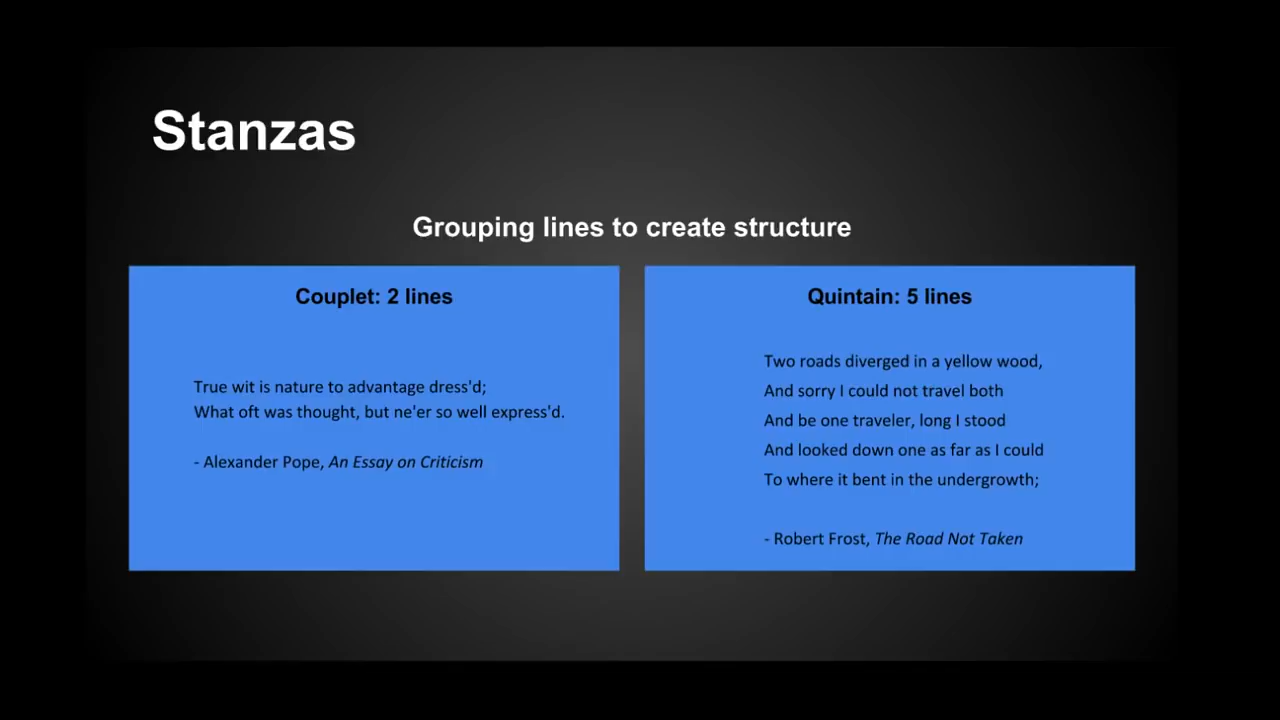 Stanzas
Grouping lines to create structure
Couplet: 2 lines
True wit is nature to advantage dress'd;
What oft was thought, but ne'er so well express'd.
- Alexander Pope, An Essay on Criticism
Quintain: 5 lines
Two roads diverged in a yellow wood,
And sorry I could not travel both
And be one traveler, long I stood
And looked down one as far as I could
To where it bent in the undergrowth;
- Robert Frost, The Road Not Taken